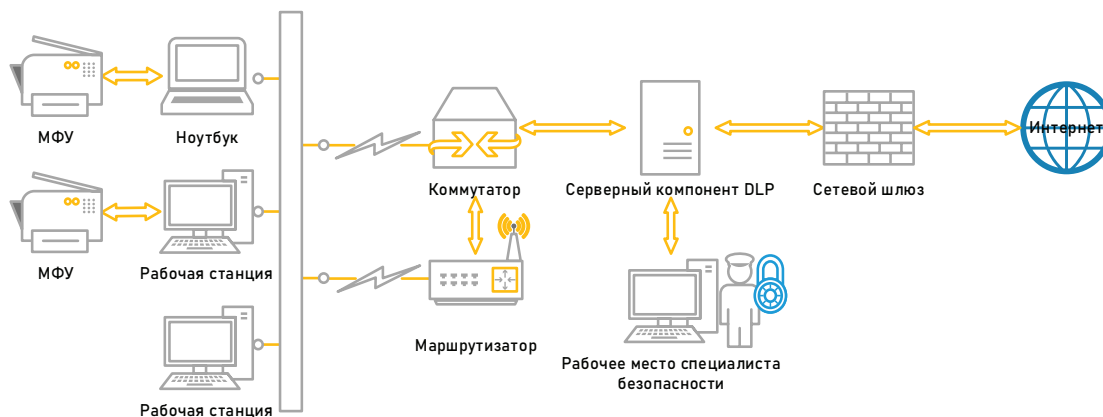 МФУ
Ноутбук
Коммутатор
Серверный компонент DLP
Сетевой шлюз
Интернет
МФУ
Рабочая станция
Маршрутизатор
Рабочее место специалиста
безопасности
Рабочая станция